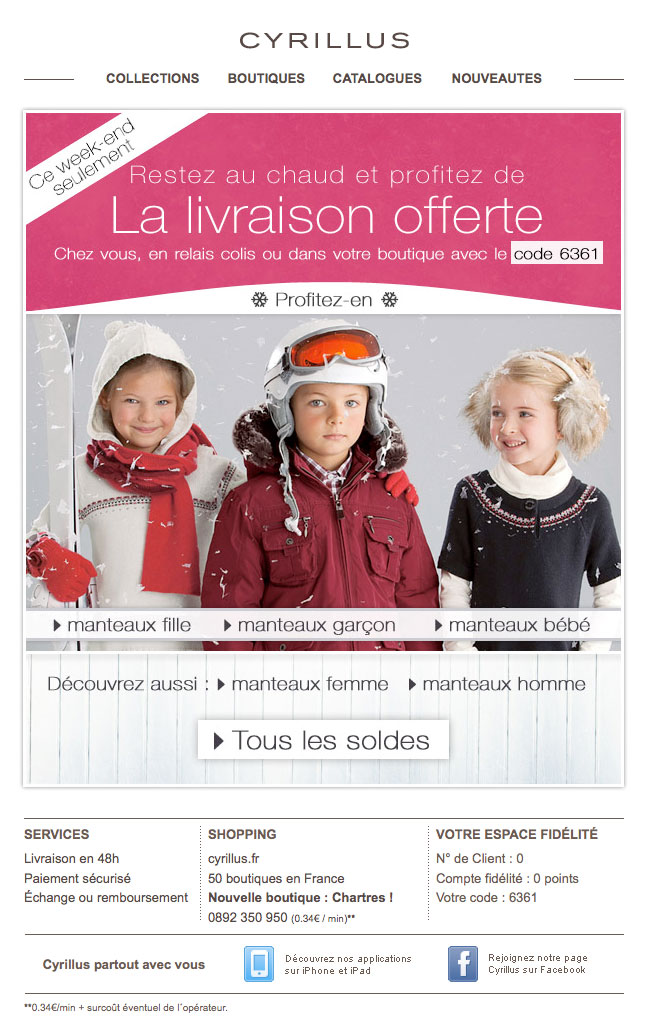 CYRILLUS
COLLECTIONS BOUTIQUES CATALOGUES NOUVEAUTES
Ce week-end
seulement
Restez au chaud et profitez de
La livraison offerte
Chez vous, en relais colis ou dans votre boutique avec le code 6361
Profitez-en
manteaux fille manteaux garçon manteaux bébé
Découvrez aussi : manteaux femme manteaux homme
Tous les soldes
SERVICES
Livraison en 48h
Paiement sécurisé
Échange ou remboursement
SHOPPING
cyrillus.fr
50 boutiques en France
Nouvelle boutique : Chartres !
0892 350 950 (0.34€ / min)**
VOTRE ESPACE FIDÉLITÉ
N° de Client : 0
Compte fidélité : 0 points
Votre code : 6361
Cyrillus partout avec vous
Découvrez nos applications
sur iPhone et iPad
Rejoignez notre page
Cyrillus sur Facebook
**0.34€/min + surcoût éventuel de l'opérateur.